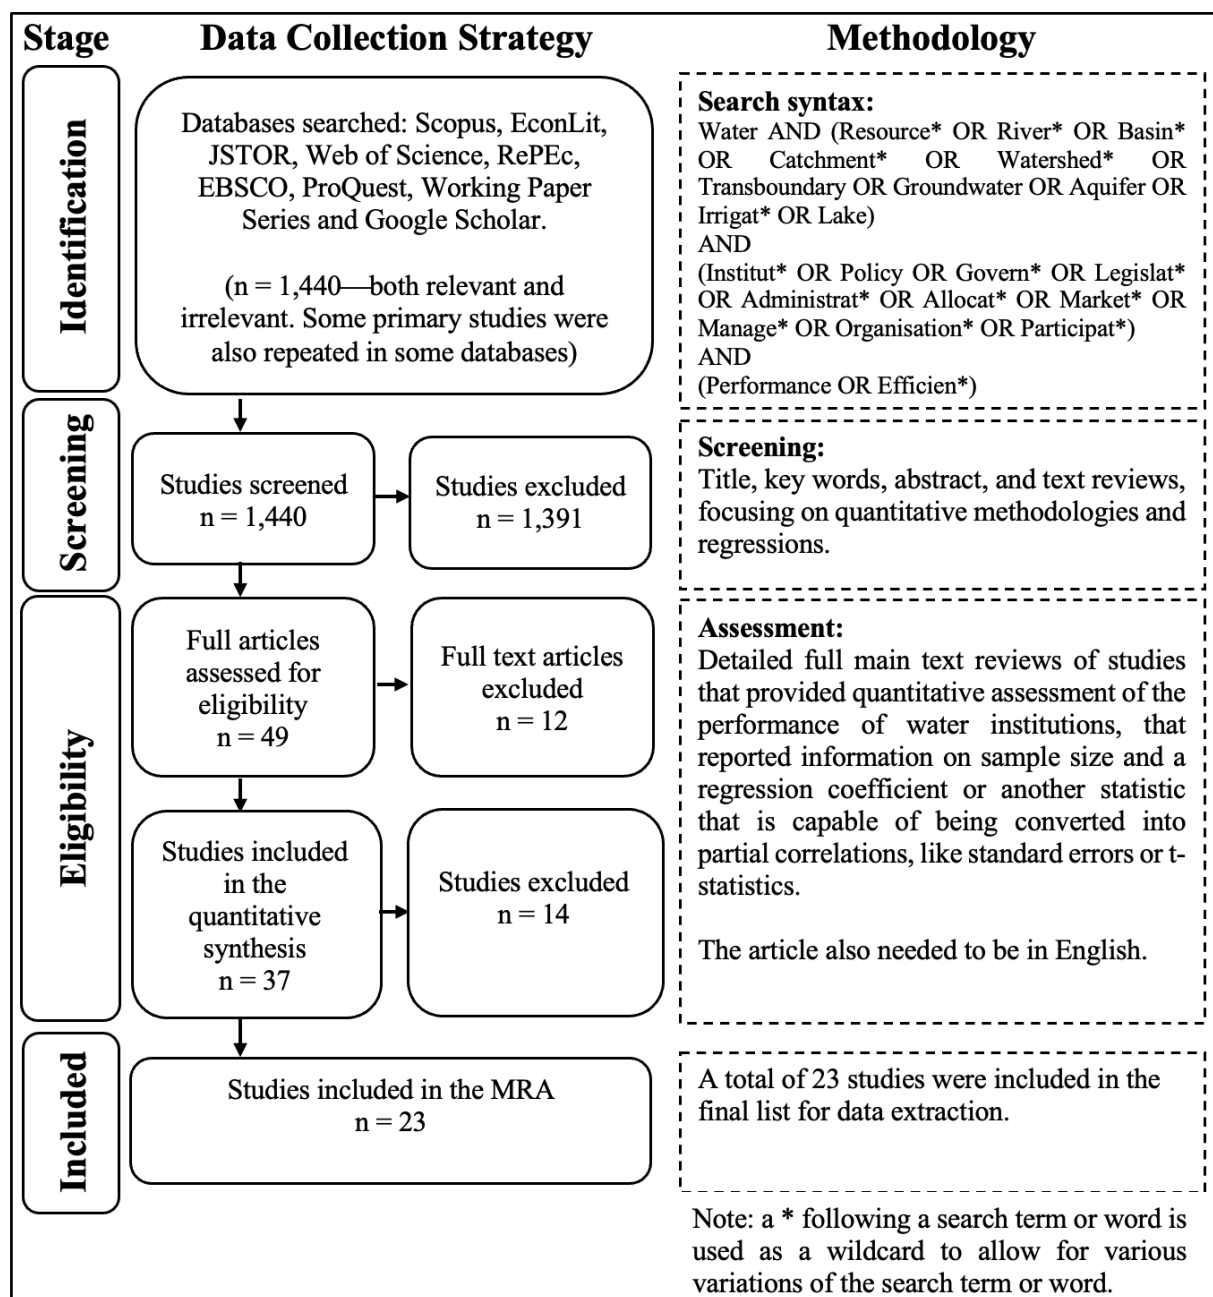 Stage
Data Collection Strategy
Methodology
Identification
Databases searched: Scopus, EconLit,
JSTOR, Web of Science, RePEc,
EBSCO, ProQuest, Working Paper
Series and Google Scholar.
(n = 1,440—both relevant and
irrelevant. Some primary studies were
also repeated in some databases)
Search syntax:
Water AND (Resource* OR River* OR Basin*
OR Catchment* OR Watershed* OR
Transboundary OR Groundwater OR Aquifer OR
Irrigat* OR Lake)
AND
(Institut* OR Policy OR Govern* OR Legislat*
OR Administrat* OR Allocat* OR Market* OR
Manage* OR Organisation* OR Participat*)
AND
(Performance OR Efficien*)
Screening
Studies screened
n = 1,440
Studies excluded
n = 1,391
Screening:
Title, key words, abstract, and text reviews,
focusing on quantitative methodologies and
regressions.
Eligibility
Full articles
assessed for
eligibility
n = 49
Full text articles
excluded
n = 12
Studies included
in the
quantitative
synthesis
n = 37
Studies excluded
n = 14
Assessment:
Detailed full main text reviews of studies
that provided quantitative assessment of the
performance of water institutions, that
reported information on sample size and a
regression coefficient or another statistic
that is capable of being converted into
partial correlations, like standard errors or t-
statistics.
The article also needed to be in English.
Included
Studies included in the MRA
n = 23
A total of 23 studies were included in the
final list for data extraction.
Note: a * following a search term or word is
used as a wildcard to allow for various
variations of the search term or word.